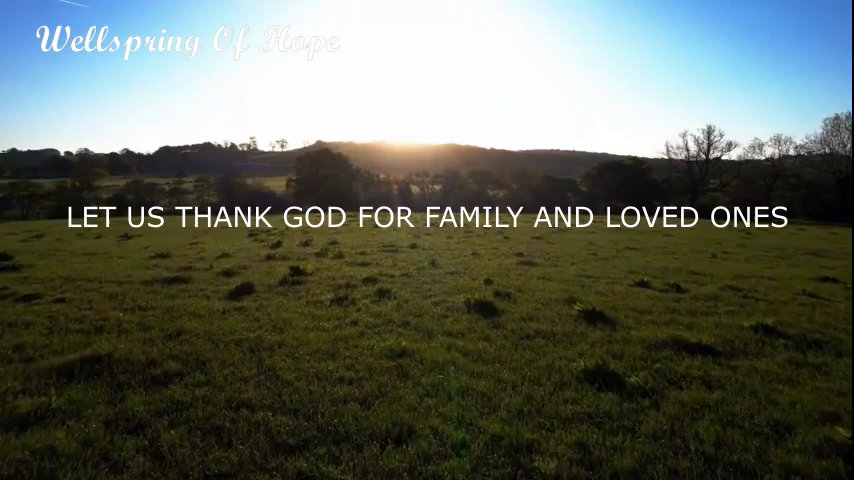 Wellspring Of Hope
LET US THANK GOD FOR FAMILY AND LOVED ONES